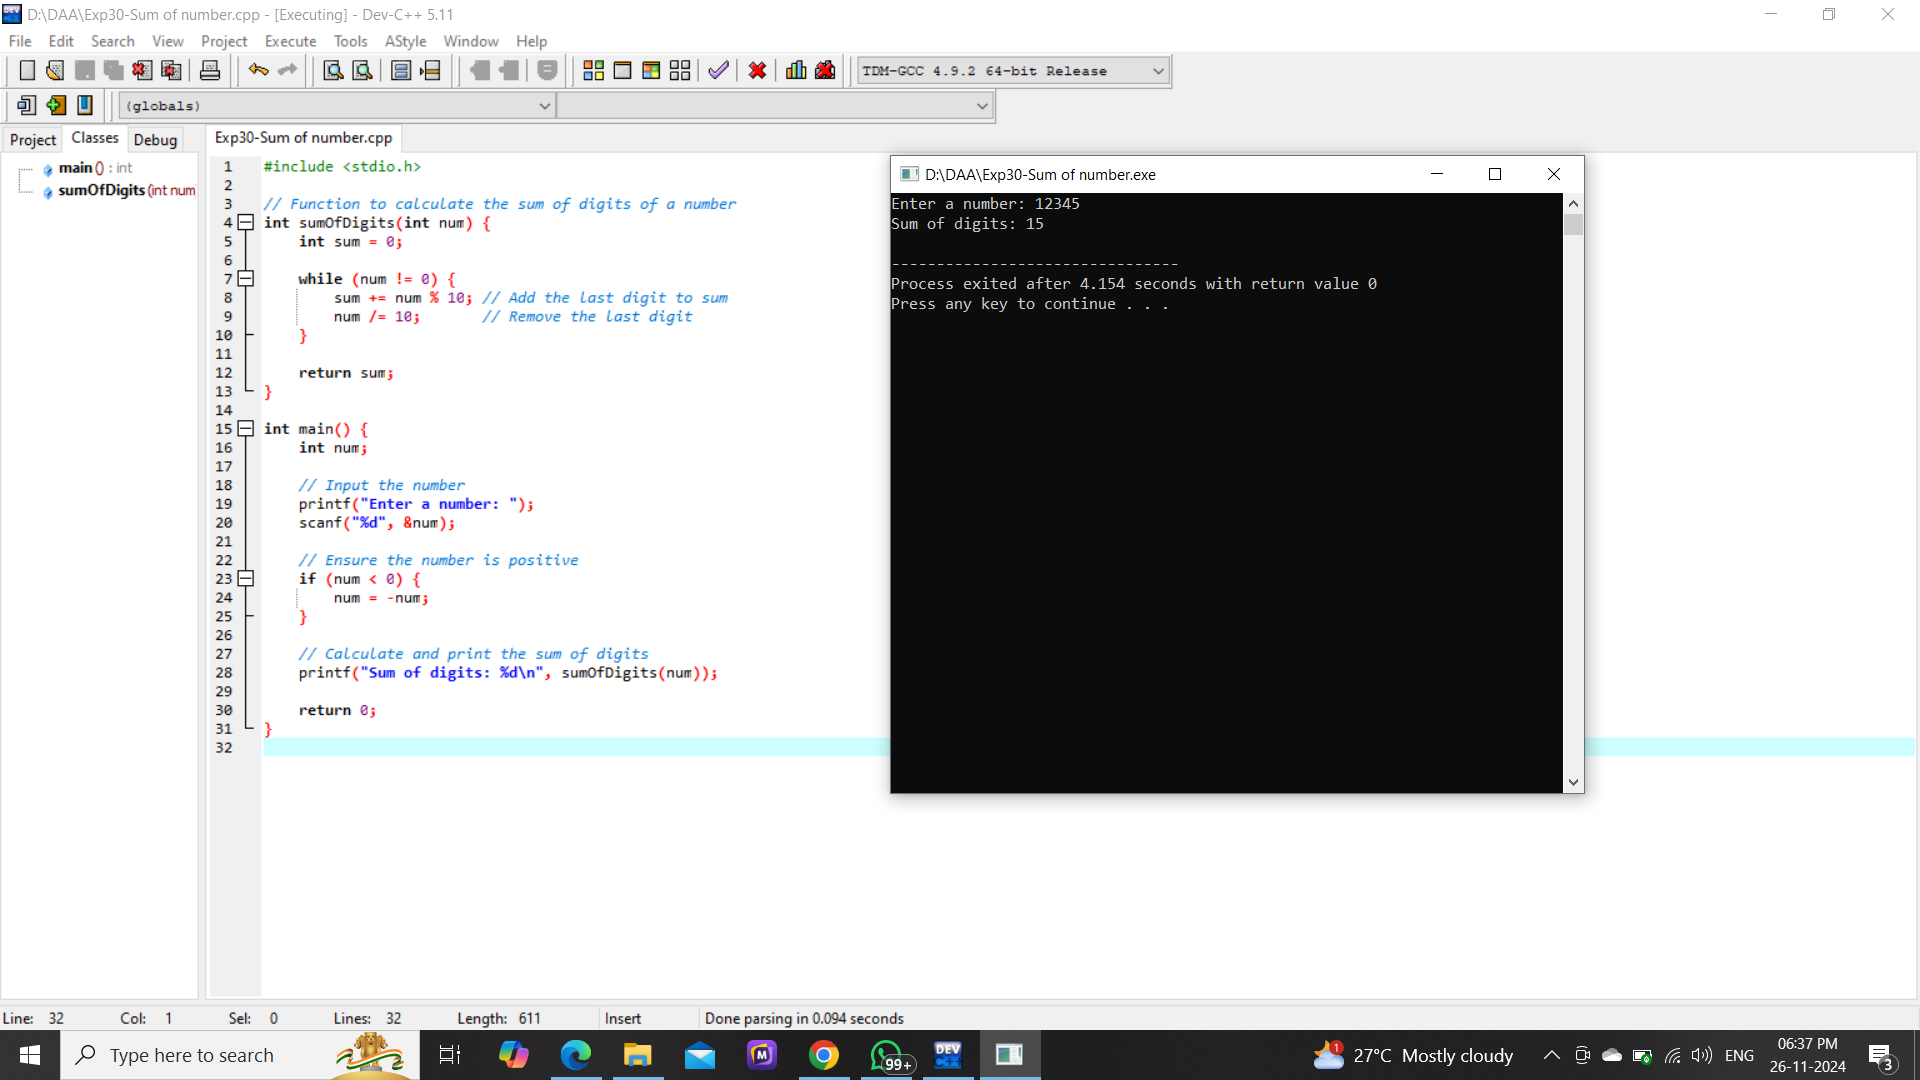 D:\DAA\Exp30-Sum of number.cpp - [Executing] - Dev-C++ 5.11
File Edit Search View Project Execute Tools AStyle Window Help
TDM-GCC 4.9.2 64-bit Release
(globals)
Project Classes Debug
main () : int
sumOfDigits (int num
Exp30-Sum of number.cpp
1 #include <stdio.h>
2
3 // Function to calculate the sum of digits of a number
4 int sumOfDigits(int num) {
5     int sum = 0;
6
7     while (num != 0) {
8         sum += num % 10; // Add the last digit to sum
9         num /= 10;       // Remove the last digit
10     }
11
12     return sum;
13 }
14
15 int main() {
16     int num;
17
18     // Input the number
19     printf("Enter a number: ");
20     scanf("%d", &num);
21
22     // Ensure the number is positive
23     if (num < 0) {
24         num = -num;
25     }
26
27     // Calculate and print the sum of digits
28     printf("Sum of digits: %d\n", sumOfDigits(num));
29
30     return 0;
31 }
32
D:\DAA\Exp30-Sum of number.exe
Enter a number: 12345
Sum of digits: 15
--------------------------------
Process exited after 4.154 seconds with return value 0
Press any key to continue . . .
Line: 32 Col: 1 Sel: 0 Lines: 32 Length: 611 Insert Done parsing in 0.094 seconds
Type here to search
99+
DEV
27°C Mostly cloudy
1
ENG
06:37 PM
26-11-2024
3